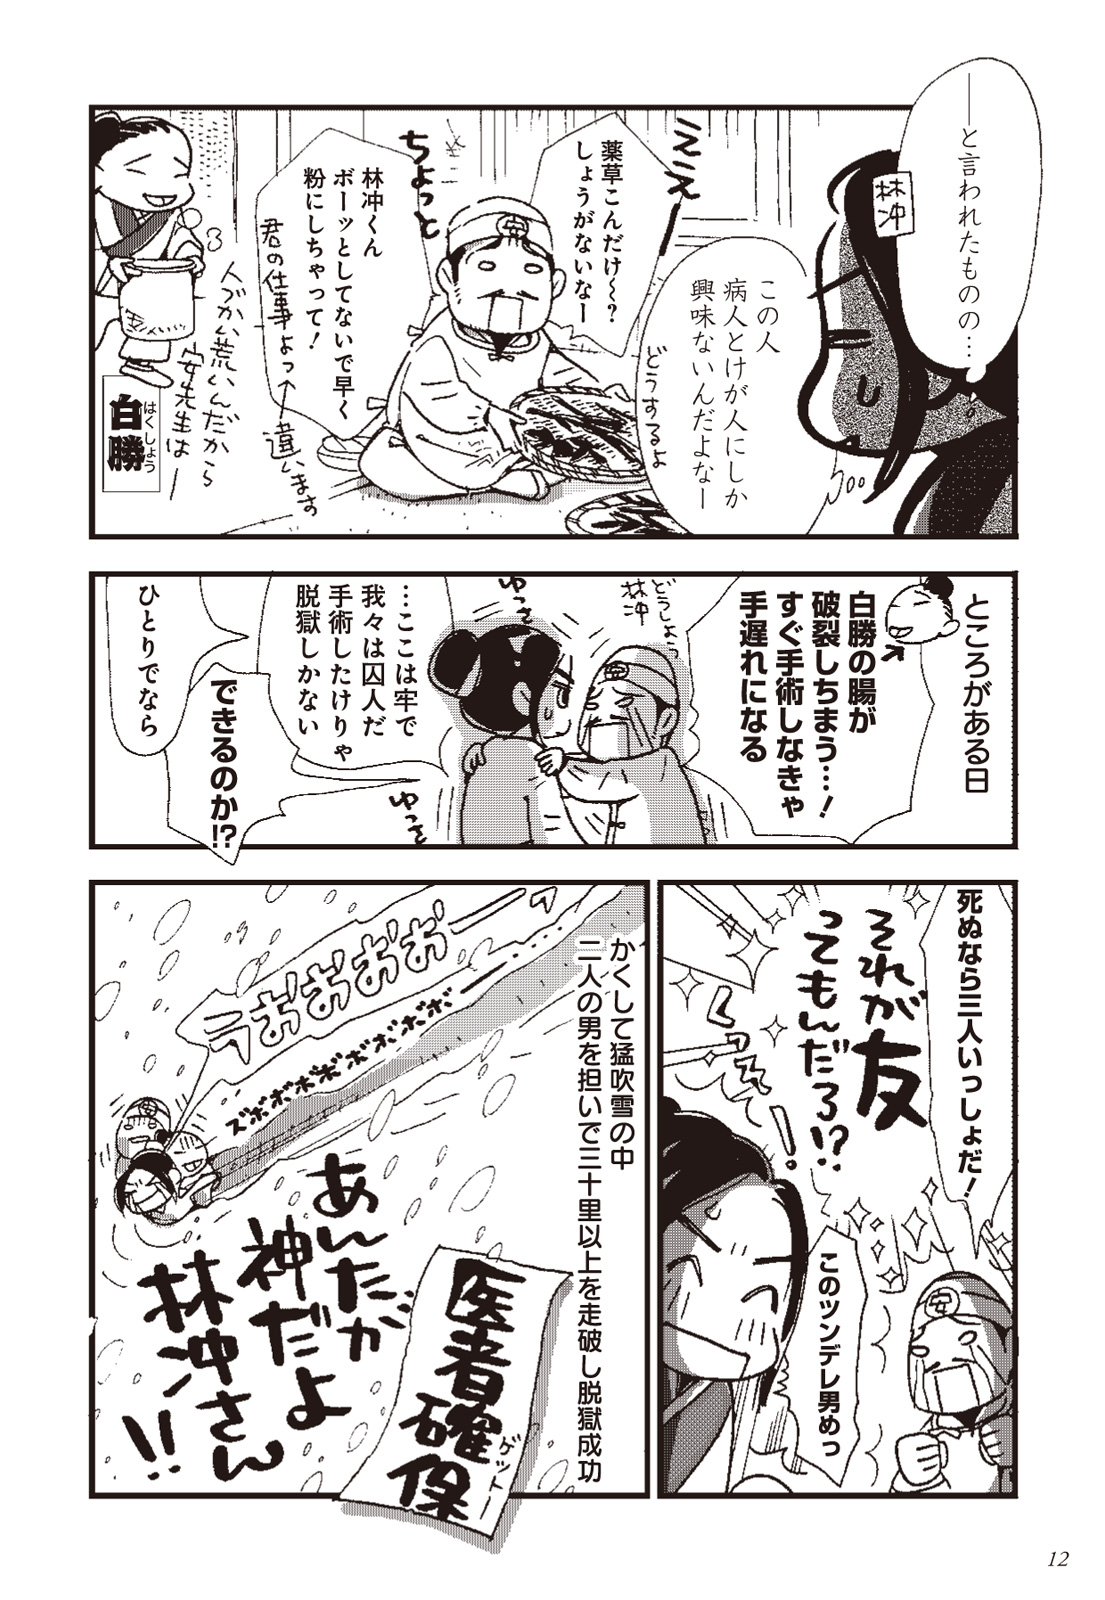 ──と言われたものの…
林冲
ええー
薬草こんだけ〜?
しょうがないなー
この人
病人とけが人にしか
興味ないんだよなー
どうするよ
安
ちょっと
林冲くん
ボーッとしてないで早く
粉にしちゃって!
君の仕事よっ←違います
人づかい荒いんだから
安先生はー
白勝
はくしょう
ところがある日
白勝の腸が
破裂しちまう…!
すぐ手術しなきゃ
手遅れになる
どうしよう
林冲
安
ゆっさ
ゆっさ
…ここは牢で
我々は囚人だ
手術したけりゃ
脱獄しかない
できるのか!?
ひとりでなら
死ぬなら三人いっしょだ!
それが友
ってもんだろ!?
くっそぉー!
このツンデレ男めっ
安
かくして猛吹雪の中
二人の男を担いで三十里以上を走破し脱獄成功
うおおおおーっ
ズボボボボボボボボ
安
あんたが
神だよ
林冲さん
!!
医者確保
ゲットー
12